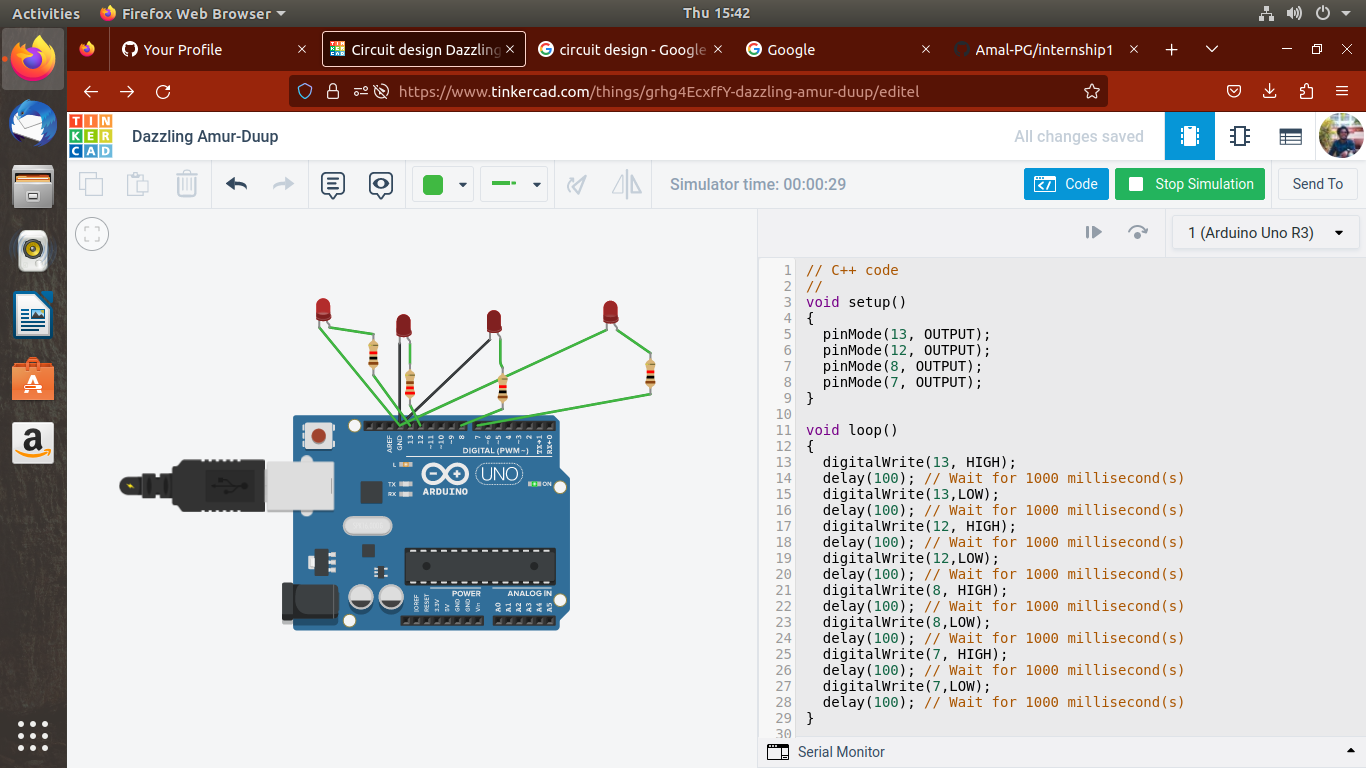 Activities
Firefox Web Browser
Thu 15:42
Your Profile
Circuit design Dazzling
circuit design - Google
Google
Amal-PG/internship1
https://www.tinkercad.com/things/grhg4EcxffY-dazzling-amur-duup/editel
TIN
KER
CAD
Dazzling Amur-Duup
All changes saved
Simulator time: 00:00:29
Code
Stop Simulation
Send To
1 (Arduino Uno R3)
AREF
GND
13
12
~11
~10
~9
8
7
~6
~5
4
~3
2
TX→1
RX←0
DIGITAL (PWM~)
L
TX
RX
ARDUINO
UNO
ON
POWER
ANALOG IN
IOREF
RESET
3.3V
5V
GND
GND
Vin
A0
A1
A2
A3
A4
A5
1 // C++ code
2 //
3 void setup()
4 {
5 pinMode(13, OUTPUT);
6 pinMode(12, OUTPUT);
7 pinMode(8, OUTPUT);
8 pinMode(7, OUTPUT);
9 }
10
11 void loop()
12 {
13 digitalWrite(13, HIGH);
14 delay(100); // Wait for 1000 millisecond(s)
15 digitalWrite(13,LOW);
16 delay(100); // Wait for 1000 millisecond(s)
17 digitalWrite(12, HIGH);
18 delay(100); // Wait for 1000 millisecond(s)
19 digitalWrite(12,LOW);
20 delay(100); // Wait for 1000 millisecond(s)
21 digitalWrite(8, HIGH);
22 delay(100); // Wait for 1000 millisecond(s)
23 digitalWrite(8,LOW);
24 delay(100); // Wait for 1000 millisecond(s)
25 digitalWrite(7, HIGH);
26 delay(100); // Wait for 1000 millisecond(s)
27 digitalWrite(7,LOW);
28 delay(100); // Wait for 1000 millisecond(s)
29 }
30
Serial Monitor